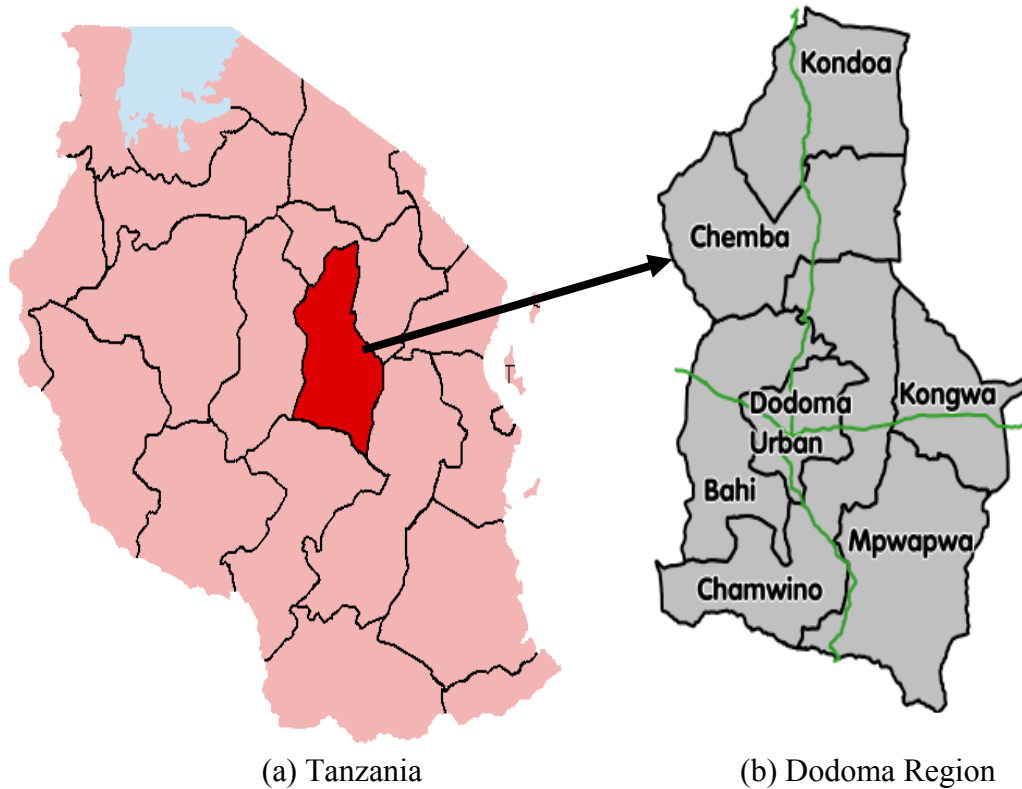 Kondoa
Chemba
Dodoma
Urban
Kongwa
Bahi
Mpwapwa
Chamwino
T
(a) Tanzania
(b) Dodoma Region